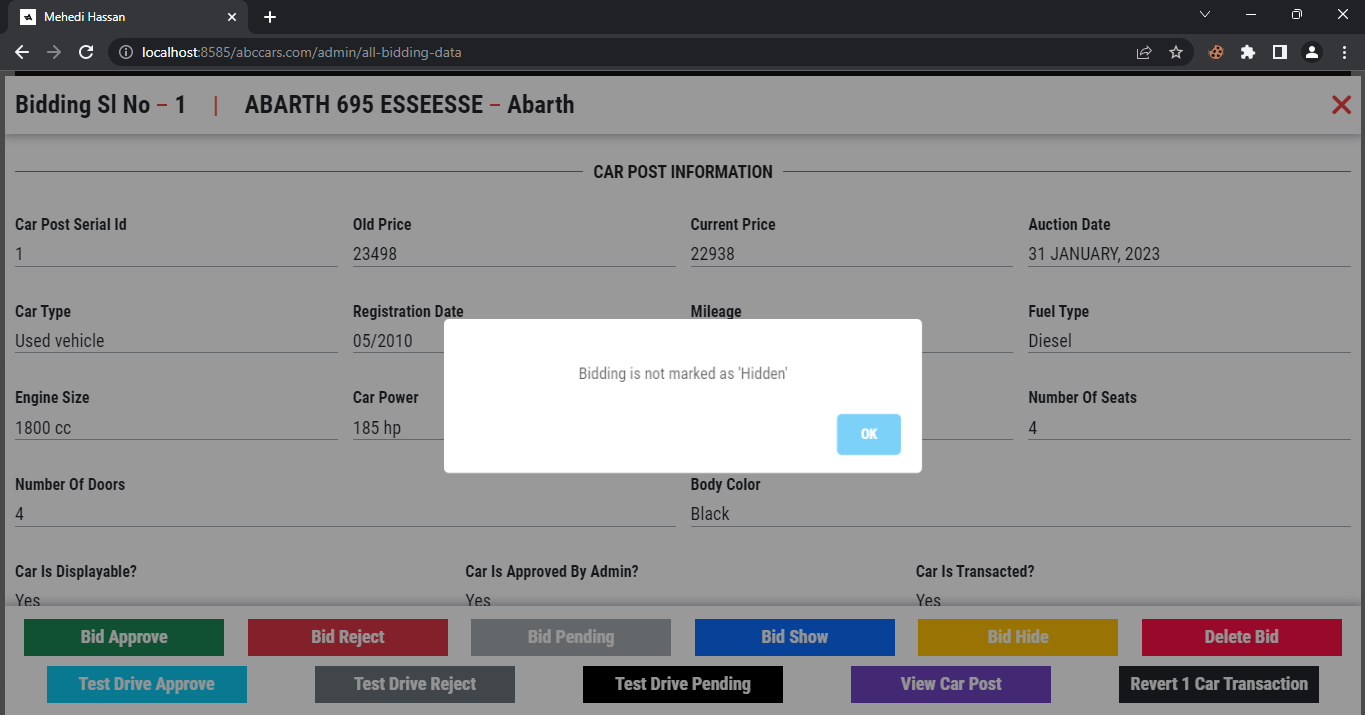 Mehedi Hassan
localhost:8585/abccars.com/admin/all-bidding-data
Bidding Sl No – 1 | ABARTH 695 ESSEESSE – Abarth
CAR POST INFORMATION
Car Post Serial Id Old Price Current Price Auction Date
1 23498 22938 31 JANUARY, 2023
Car Type Registration Date Mileage Fuel Type
Used vehicle 05/2010 Diesel
Bidding is not marked as 'Hidden'
Engine Size Car Power Number Of Seats
1800 cc 185 hp 4
OK
Number Of Doors Body Color
4 Black
Car Is Displayable? Car Is Approved By Admin? Car Is Transacted?
Yes Yes Yes
Bid Approve Bid Reject Bid Pending Bid Show Bid Hide Delete Bid
Test Drive Approve Test Drive Reject Test Drive Pending View Car Post Revert 1 Car Transaction